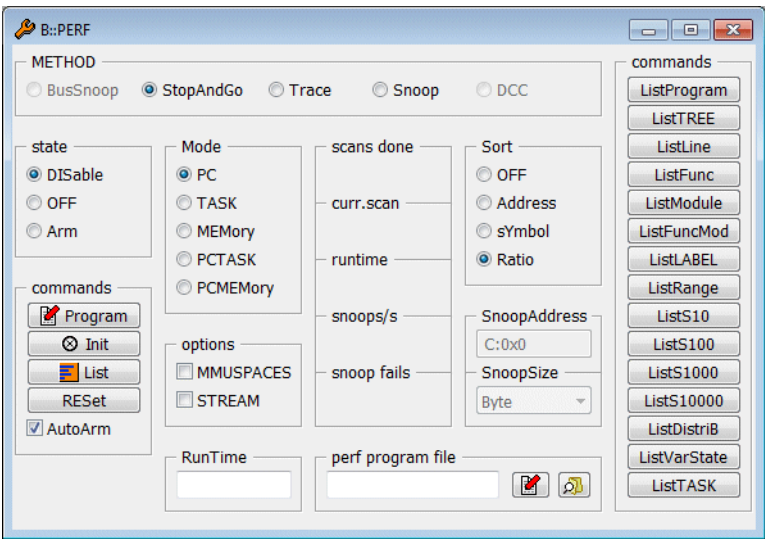 B::PERF
METHOD
BusSnoop StopAndGo Trace Snoop DCC
state
DISable
OFF
Arm
commands
Program
Init
List
RESet
AutoArm
Mode
PC
TASK
MEMory
PCTASK
PCMEMory
options
MMUSPACES
STREAM
RunTime
scans done
curr.scan
runtime
snoops/s
snoop fails
perf program file
Sort
OFF
Address
sYmbol
Ratio
SnoopAddress
C:0x0
SnoopSize
Byte
commands
ListProgram
ListTREE
ListLine
ListFunc
ListModule
ListFuncMod
ListLABEL
ListRange
ListS10
ListS100
ListS1000
ListS10000
ListDistriB
ListVarState
ListTASK